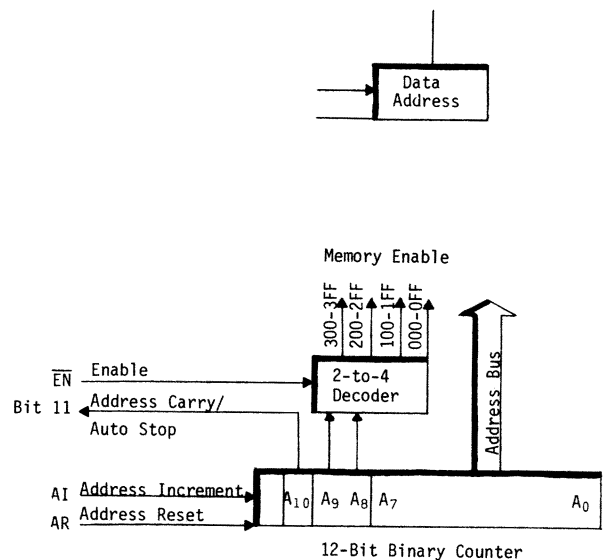 Data
Address
Memory Enable
300-3FF
200-2FF
100-1FF
000-0FF
EN Enable
2-to-4
Decoder
Bit 11 Address Carry/
Auto Stop
Address Bus
AI Address Increment
AR Address Reset
A10 A9 A8 A7 A0
12-Bit Binary Counter